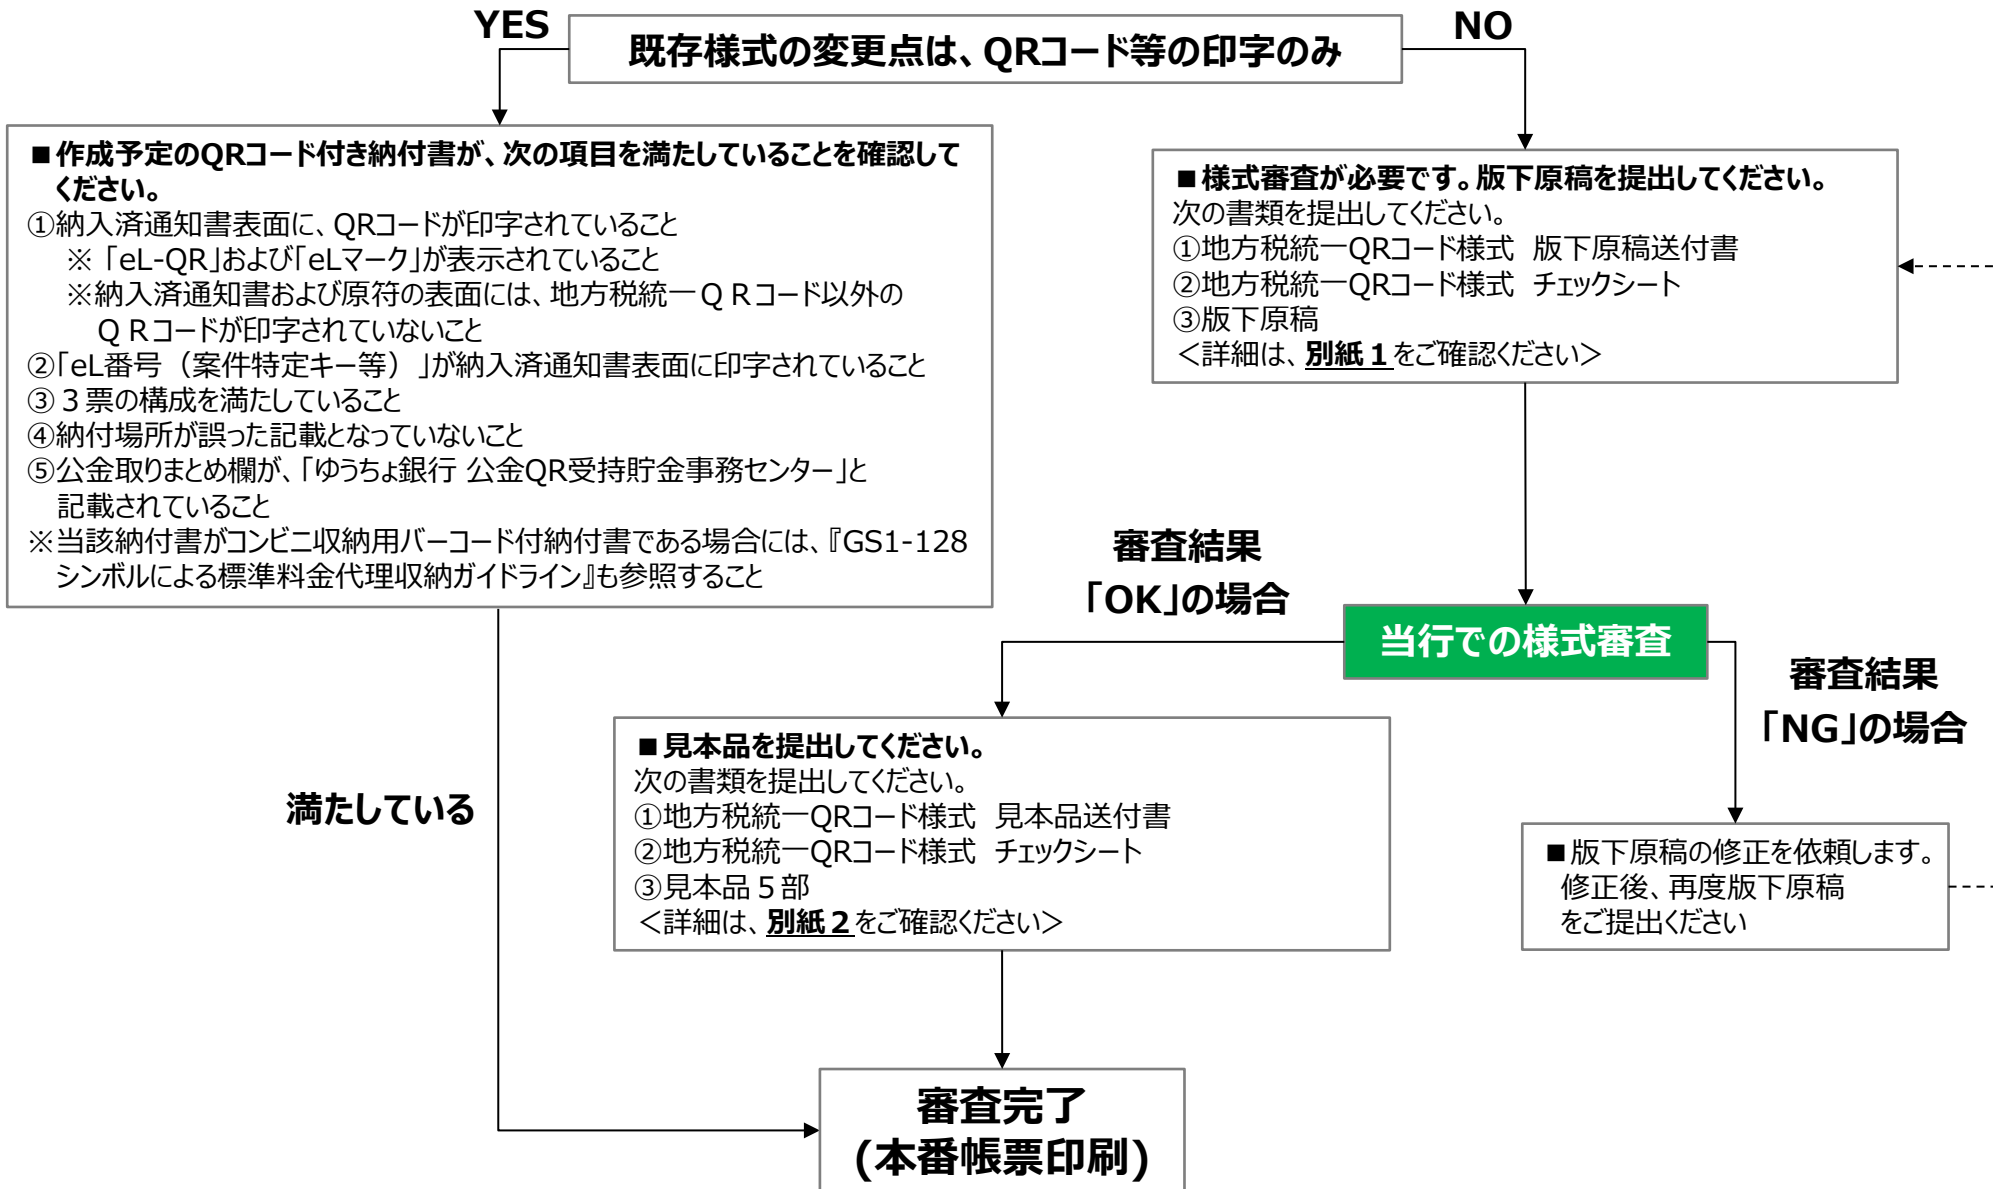 YES
既存様式の変更点は、QRコード等の印字のみ
NO
■作成予定のQRコード付き納付書が、次の項目を満たしていることを確認して
ください。
①納入済通知書表面に、QRコードが印字されていること
※「eL-QR」および「eLマーク」が表示されていること
※納入済通知書および原符の表面には、地方税統一ＱＲコード以外の
ＱＲコードが印字されていないこと
②「eL番号（案件特定キー等）」が納入済通知書表面に印字されていること
③３票の構成を満たしていること
④納付場所が誤った記載となっていないこと
⑤公金取りまとめ欄が、「ゆうちょ銀行 公金QR受持貯金事務センター」と
記載されていること
※当該納付書がコンビニ収納用バーコード付納付書である場合には、『GS1-128
シンボルによる標準料金代理収納ガイドライン』も参照すること
■様式審査が必要です。版下原稿を提出してください。
次の書類を提出してください。
①地方税統一QRコード様式　版下原稿送付書
②地方税統一QRコード様式　チェックシート
③版下原稿
＜詳細は、別紙１をご確認ください＞
審査結果
「OK」の場合
当行での様式審査
審査結果
「NG」の場合
■見本品を提出してください。
次の書類を提出してください。
①地方税統一QRコード様式　見本品送付書
②地方税統一QRコード様式　チェックシート
③見本品５部
＜詳細は、別紙２をご確認ください＞
満たしている
■版下原稿の修正を依頼します。
修正後、再度版下原稿
をご提出ください
審査完了
(本番帳票印刷)